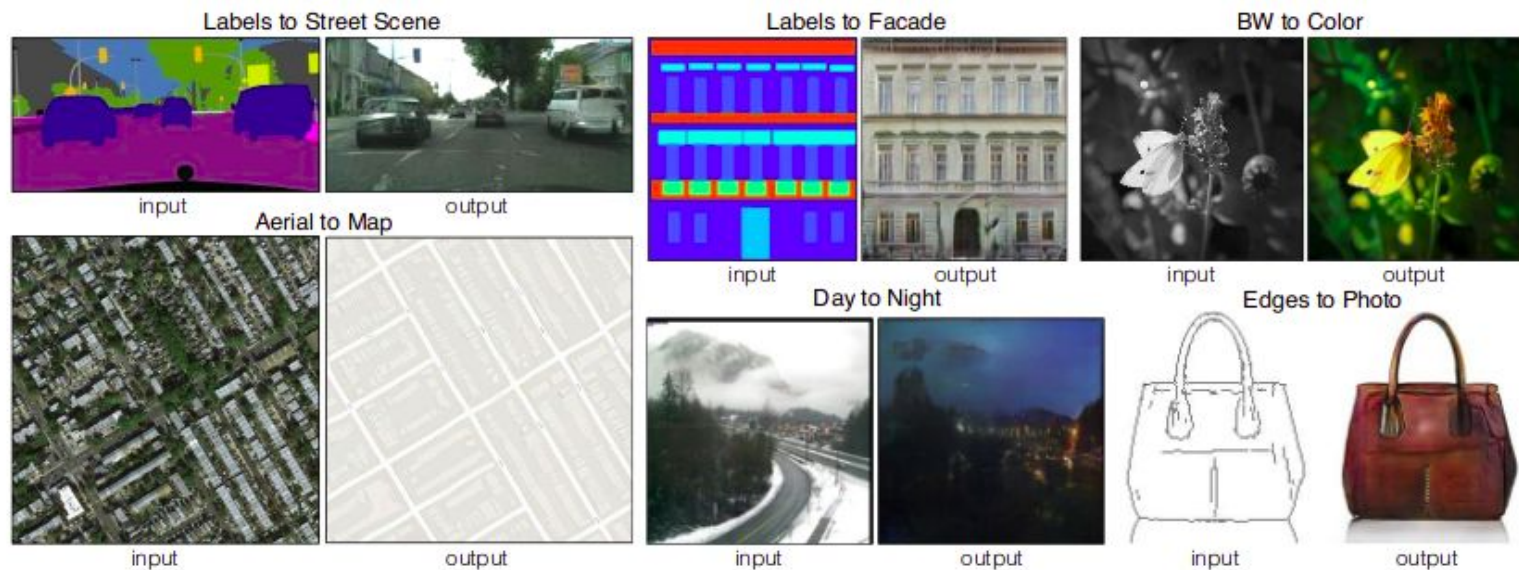 Labels to Street Scene
input
output
Aerial to Map
input
output
Labels to Facade
input
output
BW to Color
input
output
Day to Night
input
output
Edges to Photo
input
output